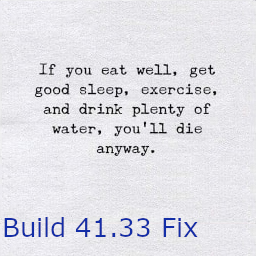 If you eat well, get
good sleep, exercise,
and drink plenty of
water, you'll die
anyway.
Build 41.33 Fix